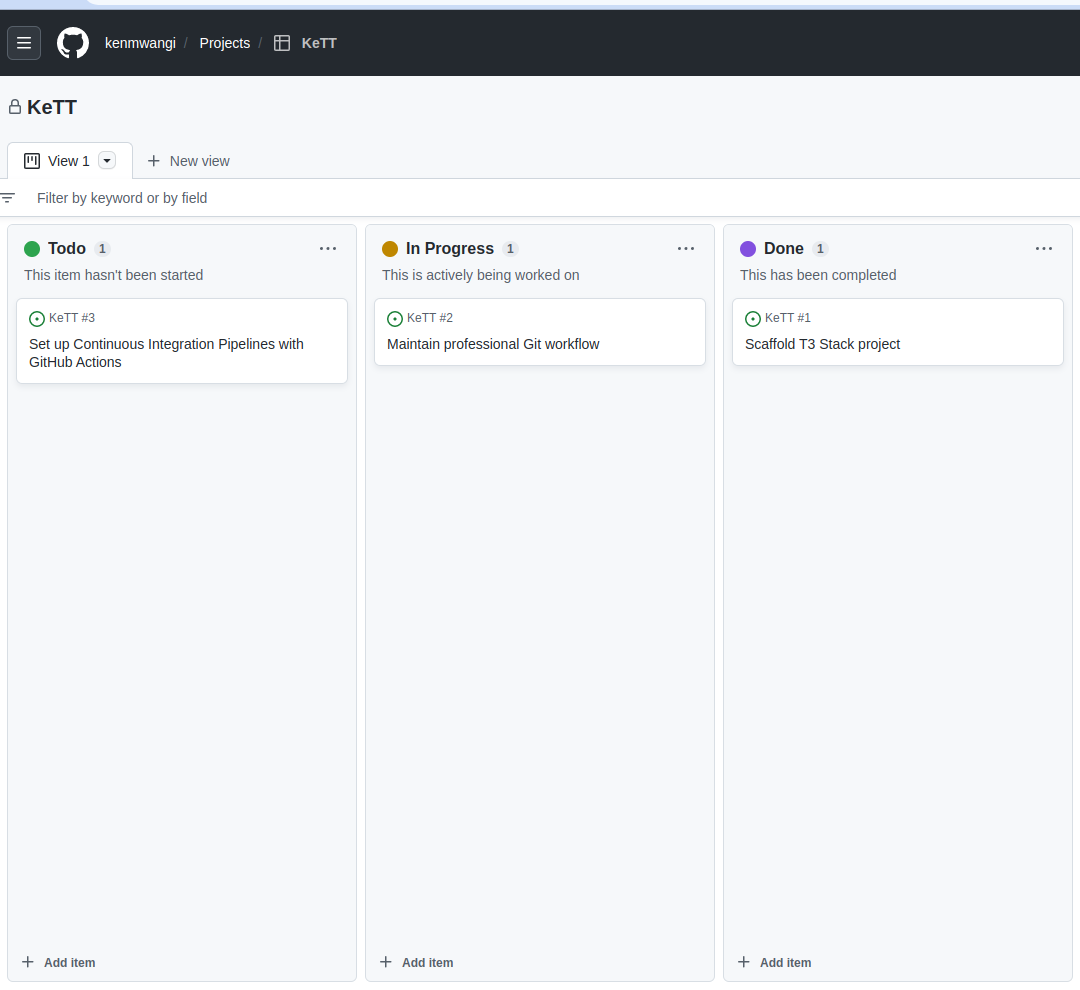 kenmwangi / Projects / KeTT
KeTT
View 1
New view
Filter by keyword or by field
Todo 1
This item hasn't been started
KeTT #3
Set up Continuous Integration Pipelines with
GitHub Actions
Add item
In Progress 1
This is actively being worked on
KeTT #2
Maintain professional Git workflow
Add item
Done 1
This has been completed
KeTT #1
Scaffold T3 Stack project
Add item